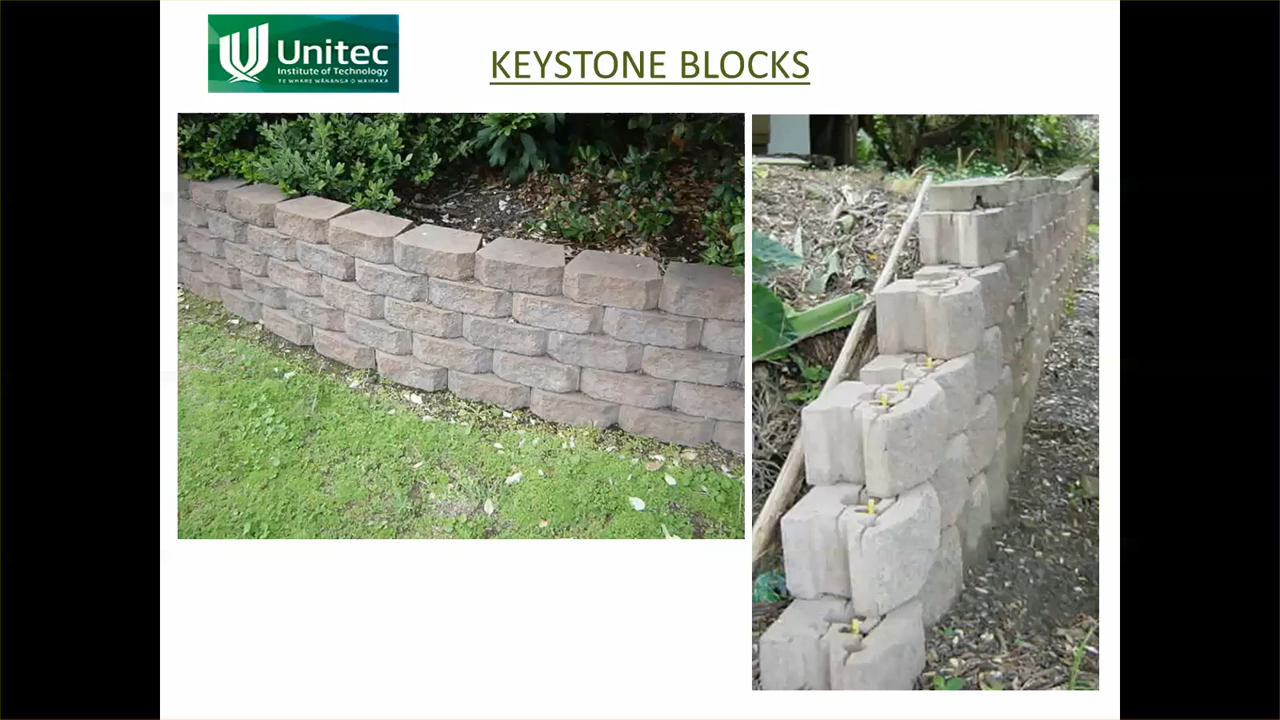 Unitec
Institute of Technology
TE WHARE WĀNANGA O WAIRAKA
KEYSTONE BLOCKS